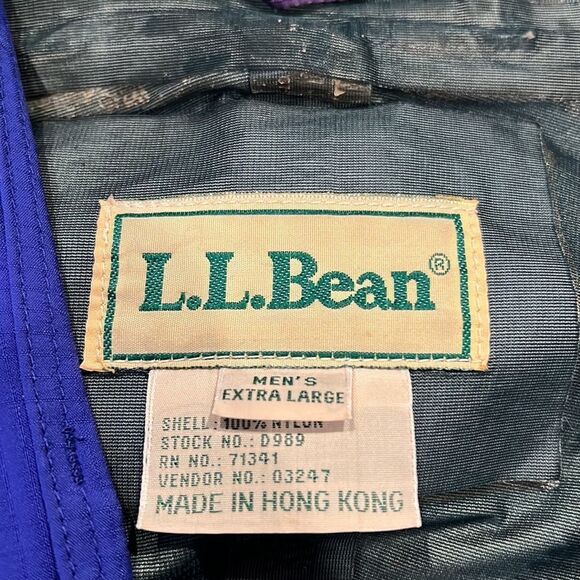 L.L.Bean®
MEN'S
EXTRA LARGE
SHELL: 100% NYLON
STOCK NO.: D989
RN NO.: 71341
VENDOR NO.: 03247
MADE IN HONG KONG